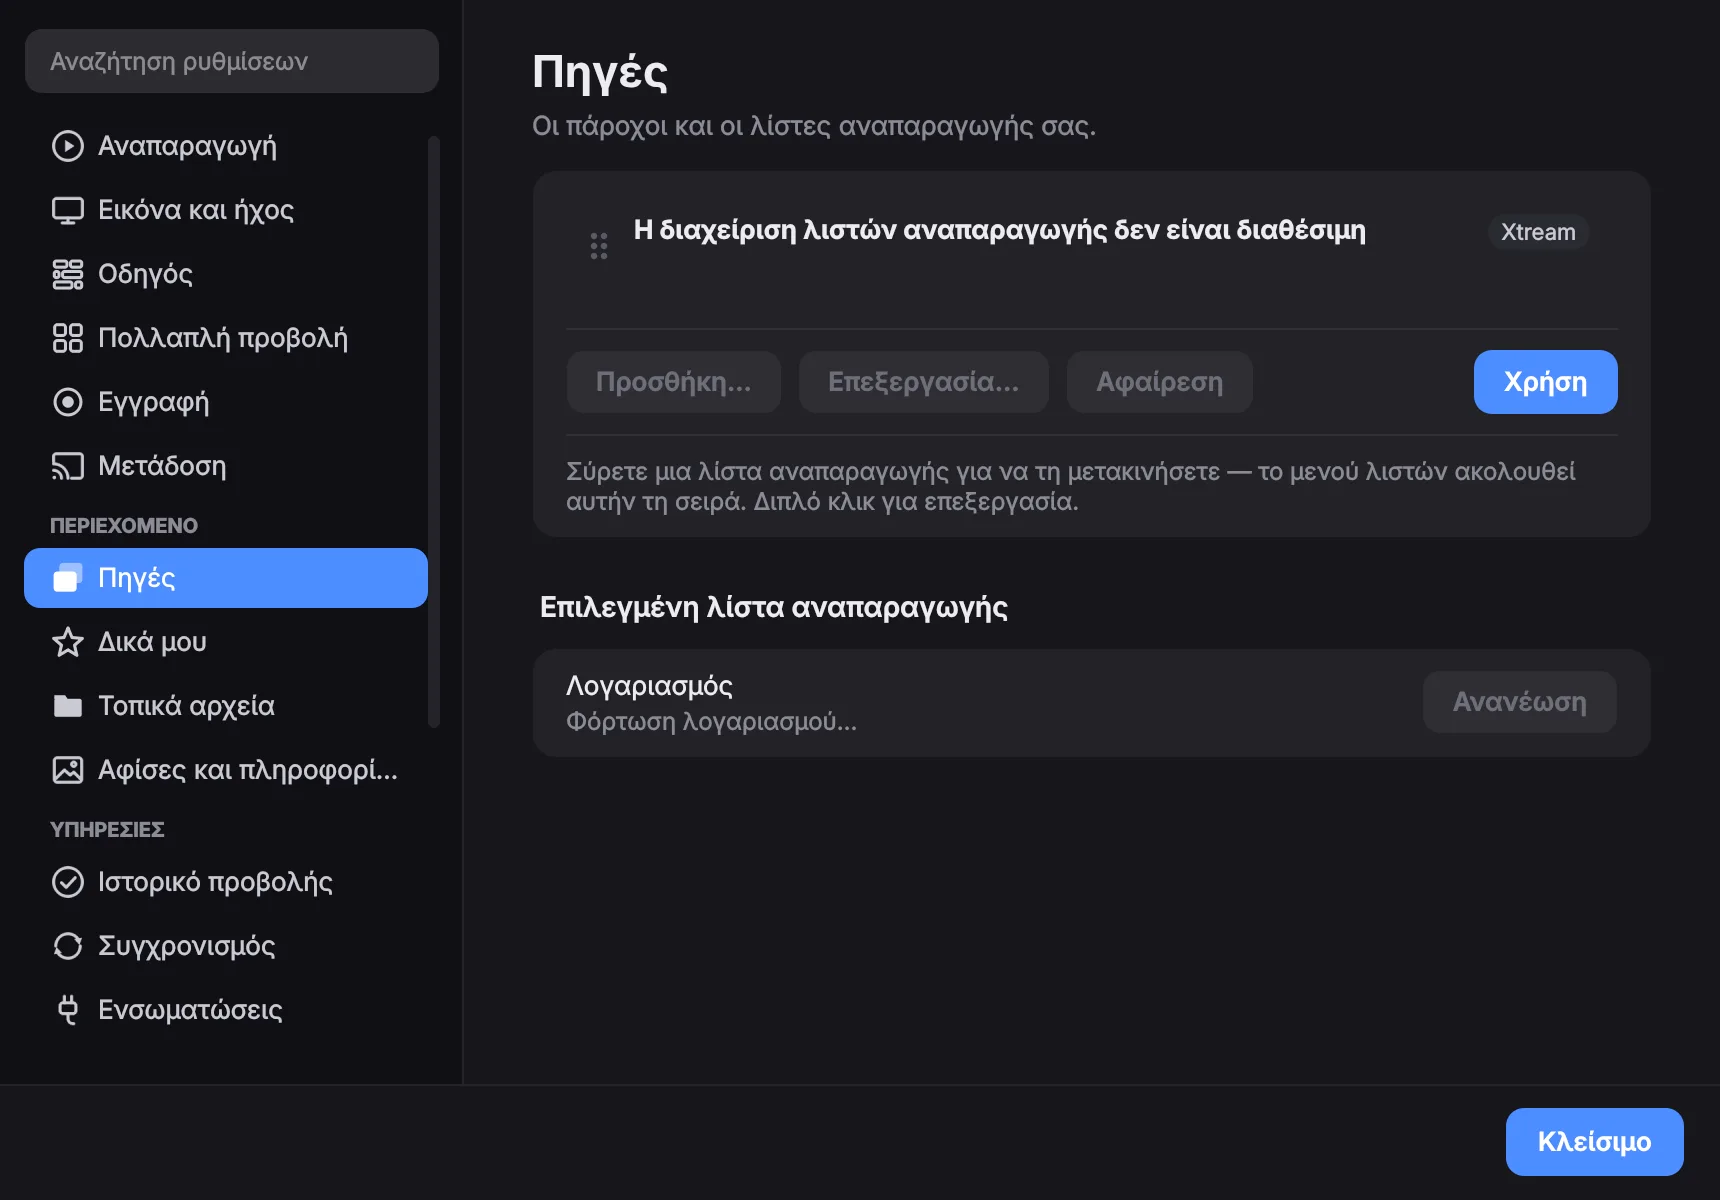 Αναζήτηση ρυθμίσεων
Αναπαραγωγή
Εικόνα και ήχος
Οδηγός
Πολλαπλή προβολή
Εγγραφή
Μετάδοση
ΠΕΡΙΕΧΟΜΕΝΟ
Πηγές
Δικά μου
Τοπικά αρχεία
Αφίσες και πληροφορί...
ΥΠΗΡΕΣΙΕΣ
Ιστορικό προβολής
Συγχρονισμός
Ενσωματώσεις
Πηγές
Οι πάροχοι και οι λίστες αναπαραγωγής σας.
Η διαχείριση λιστών αναπαραγωγής δεν είναι διαθέσιμη
Xtream
Προσθήκη...
Επεξεργασία...
Αφαίρεση
Χρήση
Σύρετε μια λίστα αναπαραγωγής για να τη μετακινήσετε — το μενού λιστών ακολουθεί
αυτήν τη σειρά. Διπλό κλικ για επεξεργασία.
Επιλεγμένη λίστα αναπαραγωγής
Λογαριασμός
Φόρτωση λογαριασμού...
Ανανέωση
Κλείσιμο